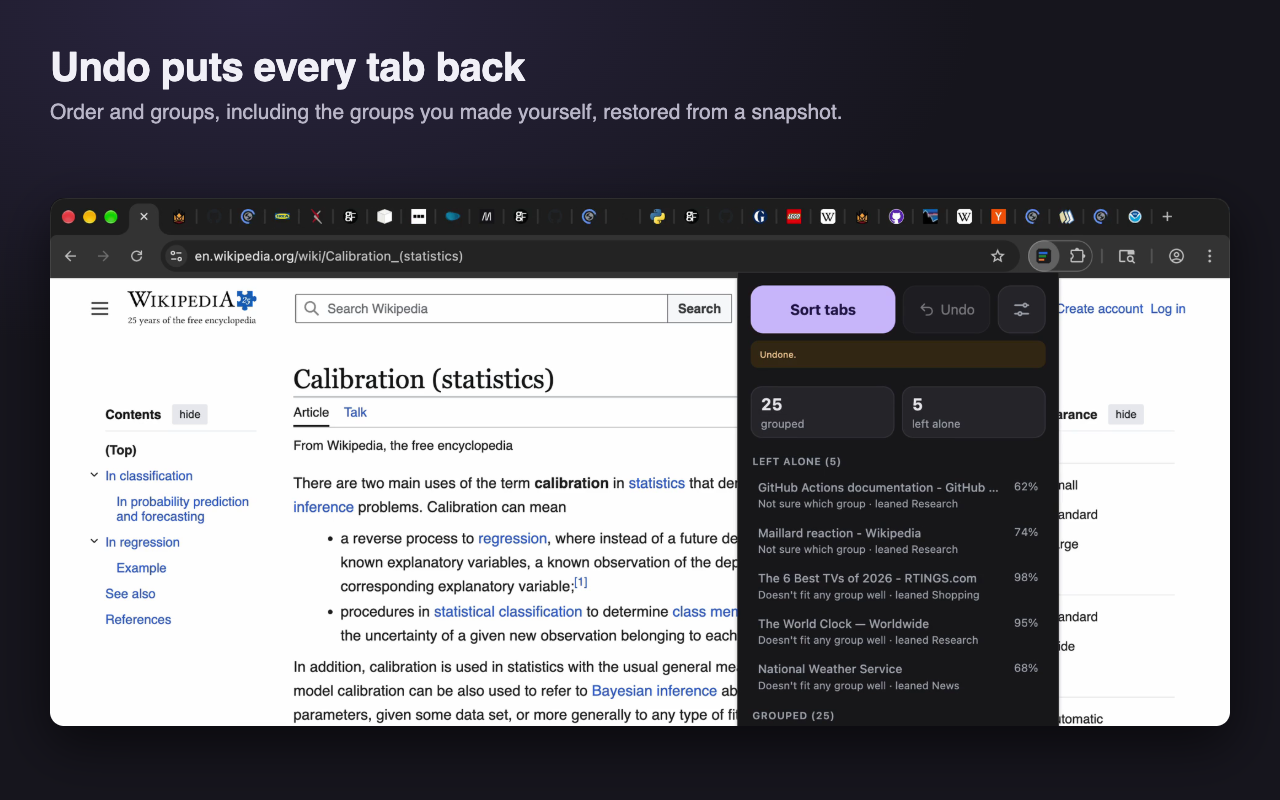 Undo puts every tab back
Order and groups, including the groups you made yourself, restored from a snapshot.
en.wikipedia.org/wiki/Calibration_(statistics)
WIKIPEDIA
25 years of the free encyclopedia
Search Wikipedia
Search
Create account Log in
Contents hide
(Top)
In classification
In probability prediction
and forecasting
In regression
Example
See also
References
Calibration (statistics)
Article Talk
From Wikipedia, the free encyclopedia
There are two main uses of the term calibration in statistics that der
inference problems. Calibration can mean
• a reverse process to regression, where instead of a future de
known explanatory variables, a known observation of the dep
corresponding explanatory variable;[1]
• procedures in statistical classification to determine class mem
the uncertainty of a given new observation belonging to each
In addition, calibration is used in statistics with the usual general mea
model calibration can be also used to refer to Bayesian inference ab
parameters, given some data set, or more generally to any type of fit
Sort tabs
Undo
Undone.
25
grouped
5
left alone
LEFT ALONE (5)
GitHub Actions documentation - GitHub ... 62%
Not sure which group · leaned Research
Maillard reaction - Wikipedia 74%
Not sure which group · leaned Research
The 6 Best TVs of 2026 - RTINGS.com 98%
Doesn't fit any group well · leaned Shopping
The World Clock — Worldwide 95%
Doesn't fit any group well · leaned Research
National Weather Service 68%
Doesn't fit any group well · leaned News
GROUPED (25)
arance hide
mall
andard
rge
andard
ide
utomatic